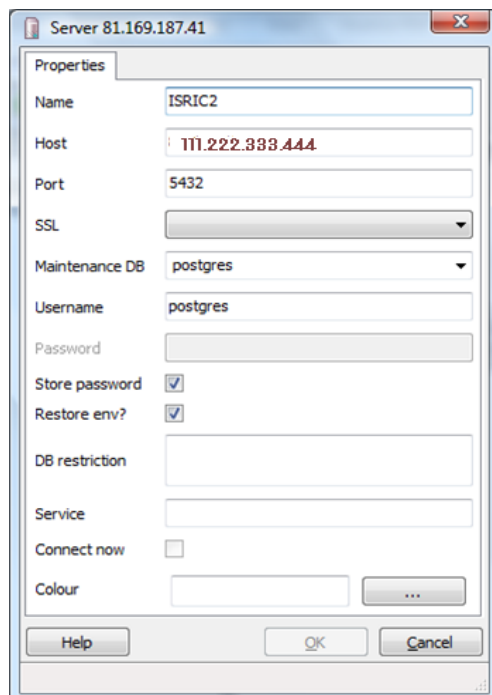 Server 81.169.187.41
Properties
Name ISRIC2
Host 111.222.333.444
Port 5432
SSL
Maintenance DB postgres
Username postgres
Password
Store password
Restore env?
DB restriction
Service
Connect now
Colour ...
Help OK Cancel